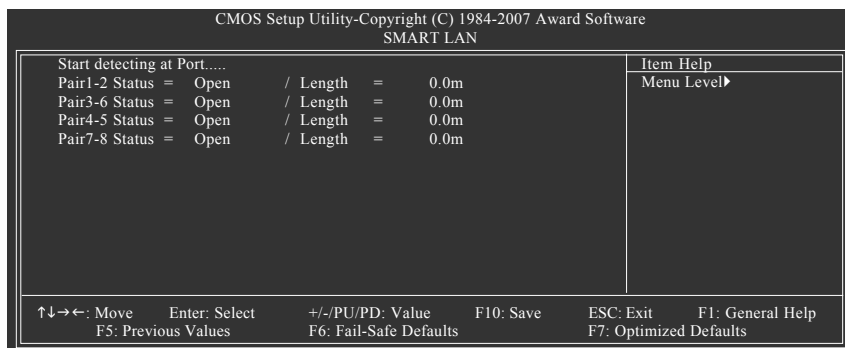 CMOS Setup Utility-Copyright (C) 1984-2007 Award Software
SMART LAN
Start detecting at Port.....
Pair1-2 Status = Open / Length = 0.0m
Pair3-6 Status = Open / Length = 0.0m
Pair4-5 Status = Open / Length = 0.0m
Pair7-8 Status = Open / Length = 0.0m
Item Help
Menu Level▶
↑↓→←: Move Enter: Select +/-/PU/PD: Value F10: Save ESC: Exit F1: General Help
F5: Previous Values F6: Fail-Safe Defaults F7: Optimized Defaults